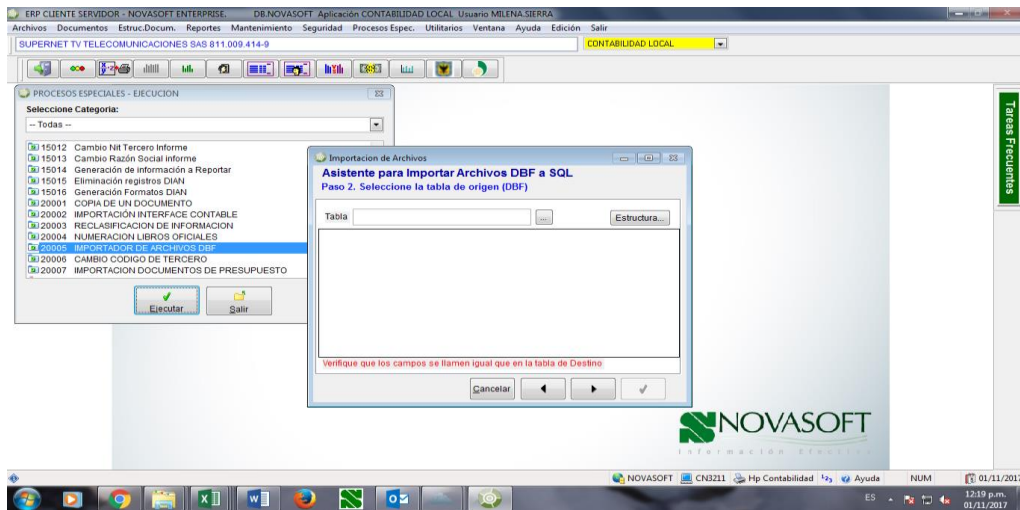 ERP CLIENTE SERVIDOR - NOVASOFT ENTERPRISE. DB.NOVASOFT Aplicación CONTABILIDAD LOCAL Usuario MILENA.SIERRA
Archivos Documentos Estruc.Docum. Reportes Mantenimiento Seguridad Procesos Espec. Utilitarios Ventana Ayuda Edición Salir
SUPERNET TV TELECOMUNICACIONES SAS 811.009.414-9
CONTABILIDAD LOCAL
PROCESOS ESPECIALES - EJECUCION
Seleccione Categoria:
-- Todas --
15012 Cambio Nit Tercero Informe
15013 Cambio Razón Social informe
15014 Generación de información a Reportar
15015 Eliminación registros DIAN
15016 Generación Formatos DIAN
20001 COPIA DE UN DOCUMENTO
20002 IMPORTACIÓN INTERFACE CONTABLE
20003 RECLASIFICACION DE INFORMACION
20004 NUMERACION LIBROS OFICIALES
20005 IMPORTADOR DE ARCHIVOS DBF
20006 CAMBIO CODIGO DE TERCERO
20007 IMPORTACION DOCUMENTOS DE PRESUPUESTO
Ejecutar
Salir
Importacion de Archivos
Asistente para Importar Archivos DBF a SQL
Paso 2. Seleccione la tabla de origen (DBF)
Tabla
...
Estructura...
Verifique que los campos se llamen igual que en la tabla de Destino
Cancelar
Tareas Frecuentes
NOVASOFT
NOVASOFT CN3211 Hp Contabilidad Ayuda NUM 01/11/2017
ES
12:19 p.m.
01/11/2017